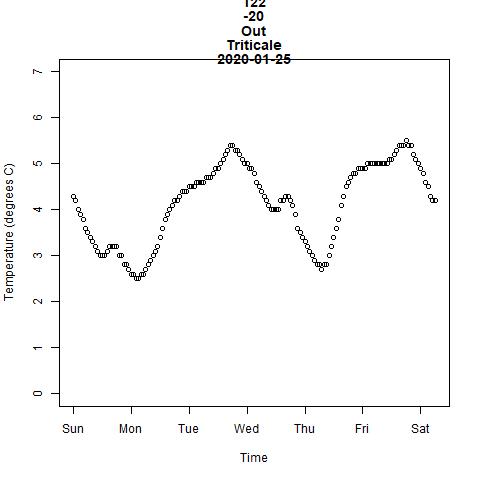 122
-20
Out
Triticale
2020-01-25
Temperature (degrees C)
7
6
5
4
3
2
1
0
Sun Mon Tue Wed Thu Fri Sat
Time